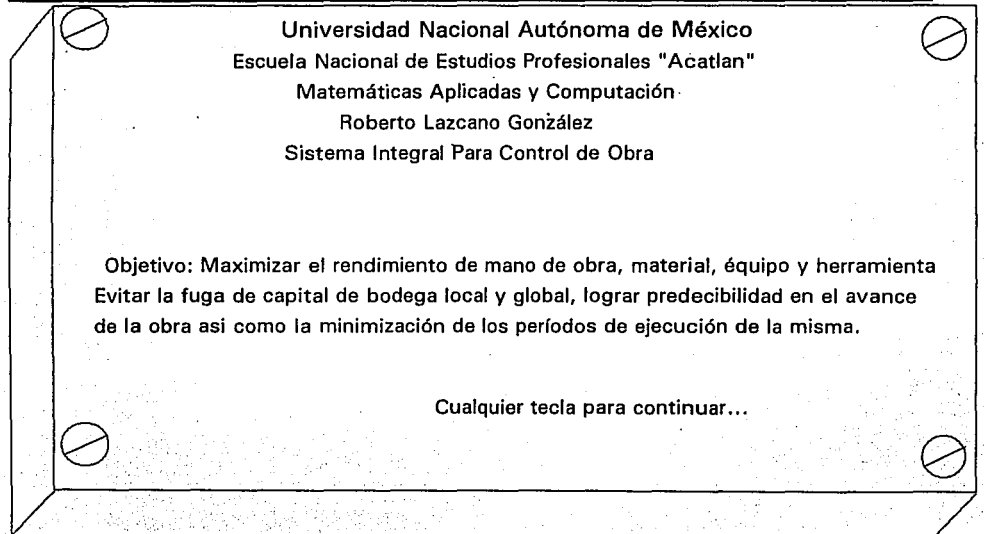 Universidad Nacional Autónoma de México
Escuela Nacional de Estudios Profesionales "Acatlan"
Matemáticas Aplicadas y Computación
Roberto Lazcano González
Sistema Integral Para Control de Obra
Objetivo: Maximizar el rendimiento de mano de obra, material, équipo y herramienta
Evitar la fuga de capital de bodega local y global, lograr predecibilidad en el avance
de la obra asi como la minimización de los períodos de ejecución de la misma.
Cualquier tecla para continuar...